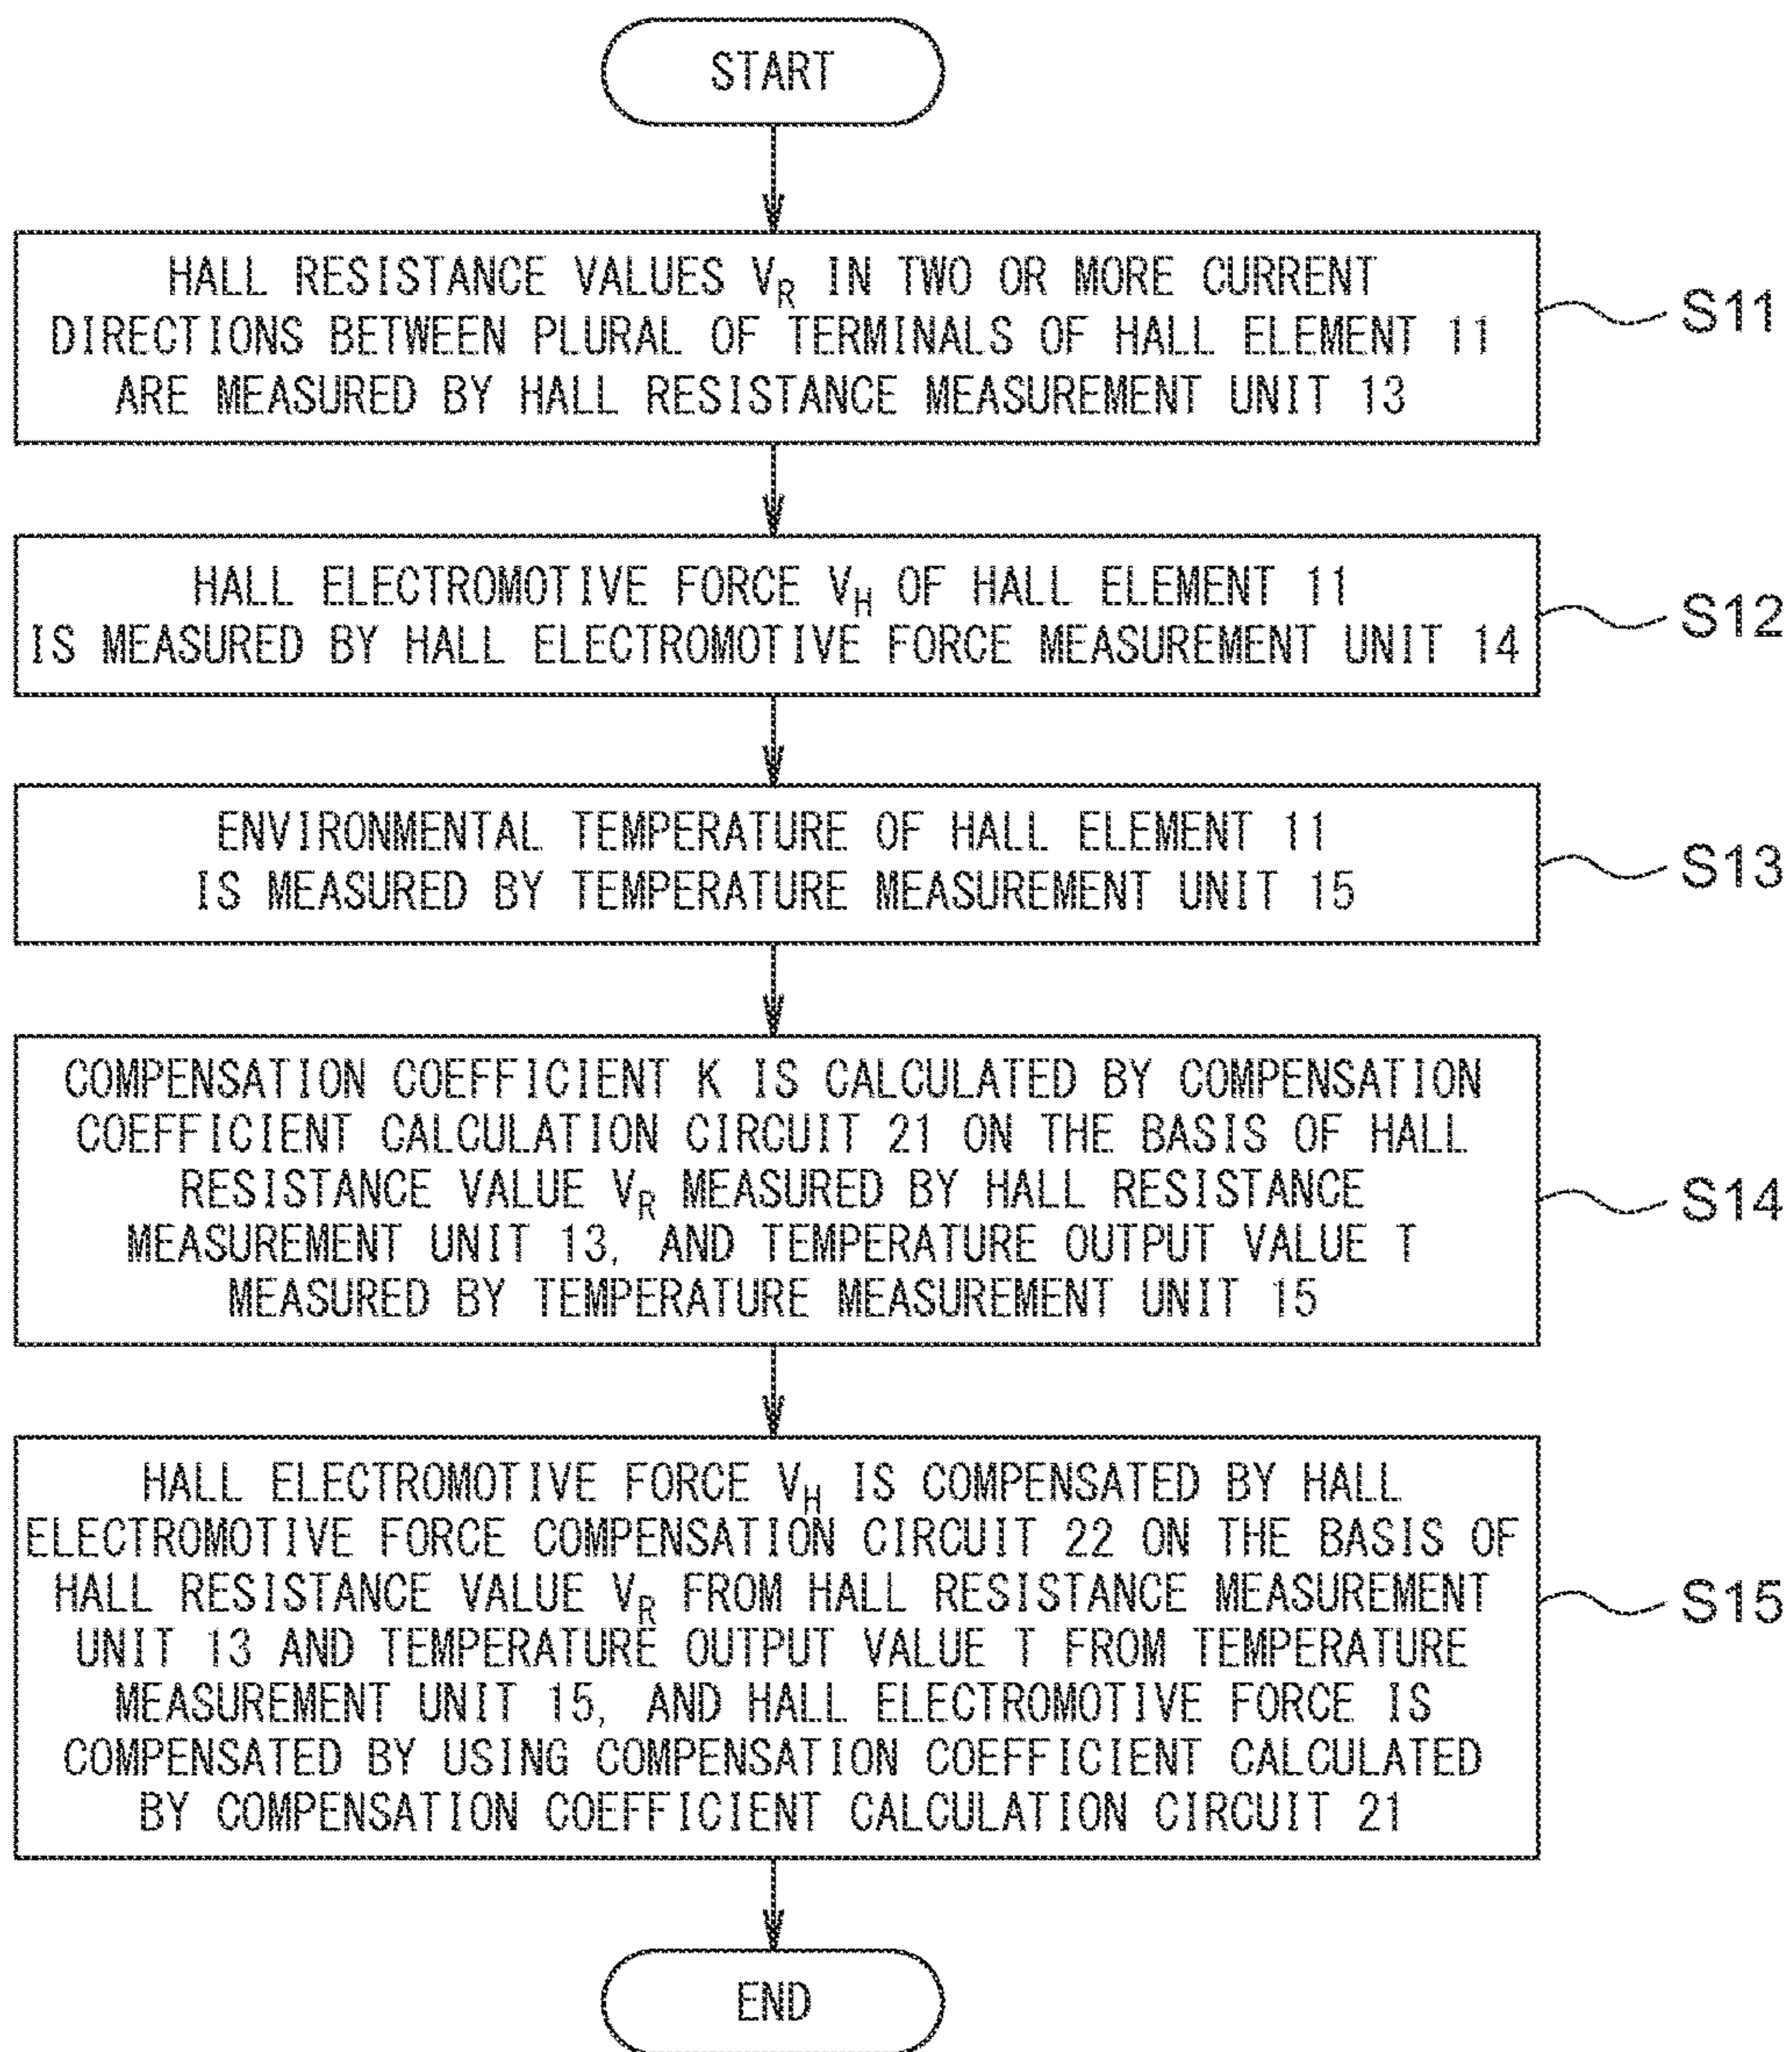 START
HALL RESISTANCE VALUES VR IN TWO OR MORE CURRENT
DIRECTIONS BETWEEN PLURAL OF TERMINALS OF HALL ELEMENT 11
ARE MEASURED BY HALL RESISTANCE MEASUREMENT UNIT 13
S11
HALL ELECTROMOTIVE FORCE VH OF HALL ELEMENT 11
IS MEASURED BY HALL ELECTROMOTIVE FORCE MEASUREMENT UNIT 14
S12
ENVIRONMENTAL TEMPERATURE OF HALL ELEMENT 11
IS MEASURED BY TEMPERATURE MEASUREMENT UNIT 15
S13
COMPENSATION COEFFICIENT K IS CALCULATED BY COMPENSATION
COEFFICIENT CALCULATION CIRCUIT 21 ON THE BASIS OF HALL
RESISTANCE VALUE VR MEASURED BY HALL RESISTANCE
MEASUREMENT UNIT 13, AND TEMPERATURE OUTPUT VALUE T
MEASURED BY TEMPERATURE MEASUREMENT UNIT 15
S14
HALL ELECTROMOTIVE FORCE VH IS COMPENSATED BY HALL
ELECTROMOTIVE FORCE COMPENSATION CIRCUIT 22 ON THE BASIS OF
HALL RESISTANCE VALUE VR FROM HALL RESISTANCE MEASUREMENT
UNIT 13 AND TEMPERATURE OUTPUT VALUE T FROM TEMPERATURE
MEASUREMENT UNIT 15, AND HALL ELECTROMOTIVE FORCE IS
COMPENSATED BY USING COMPENSATION COEFFICIENT CALCULATED
BY COMPENSATION COEFFICIENT CALCULATION CIRCUIT 21
S15
END